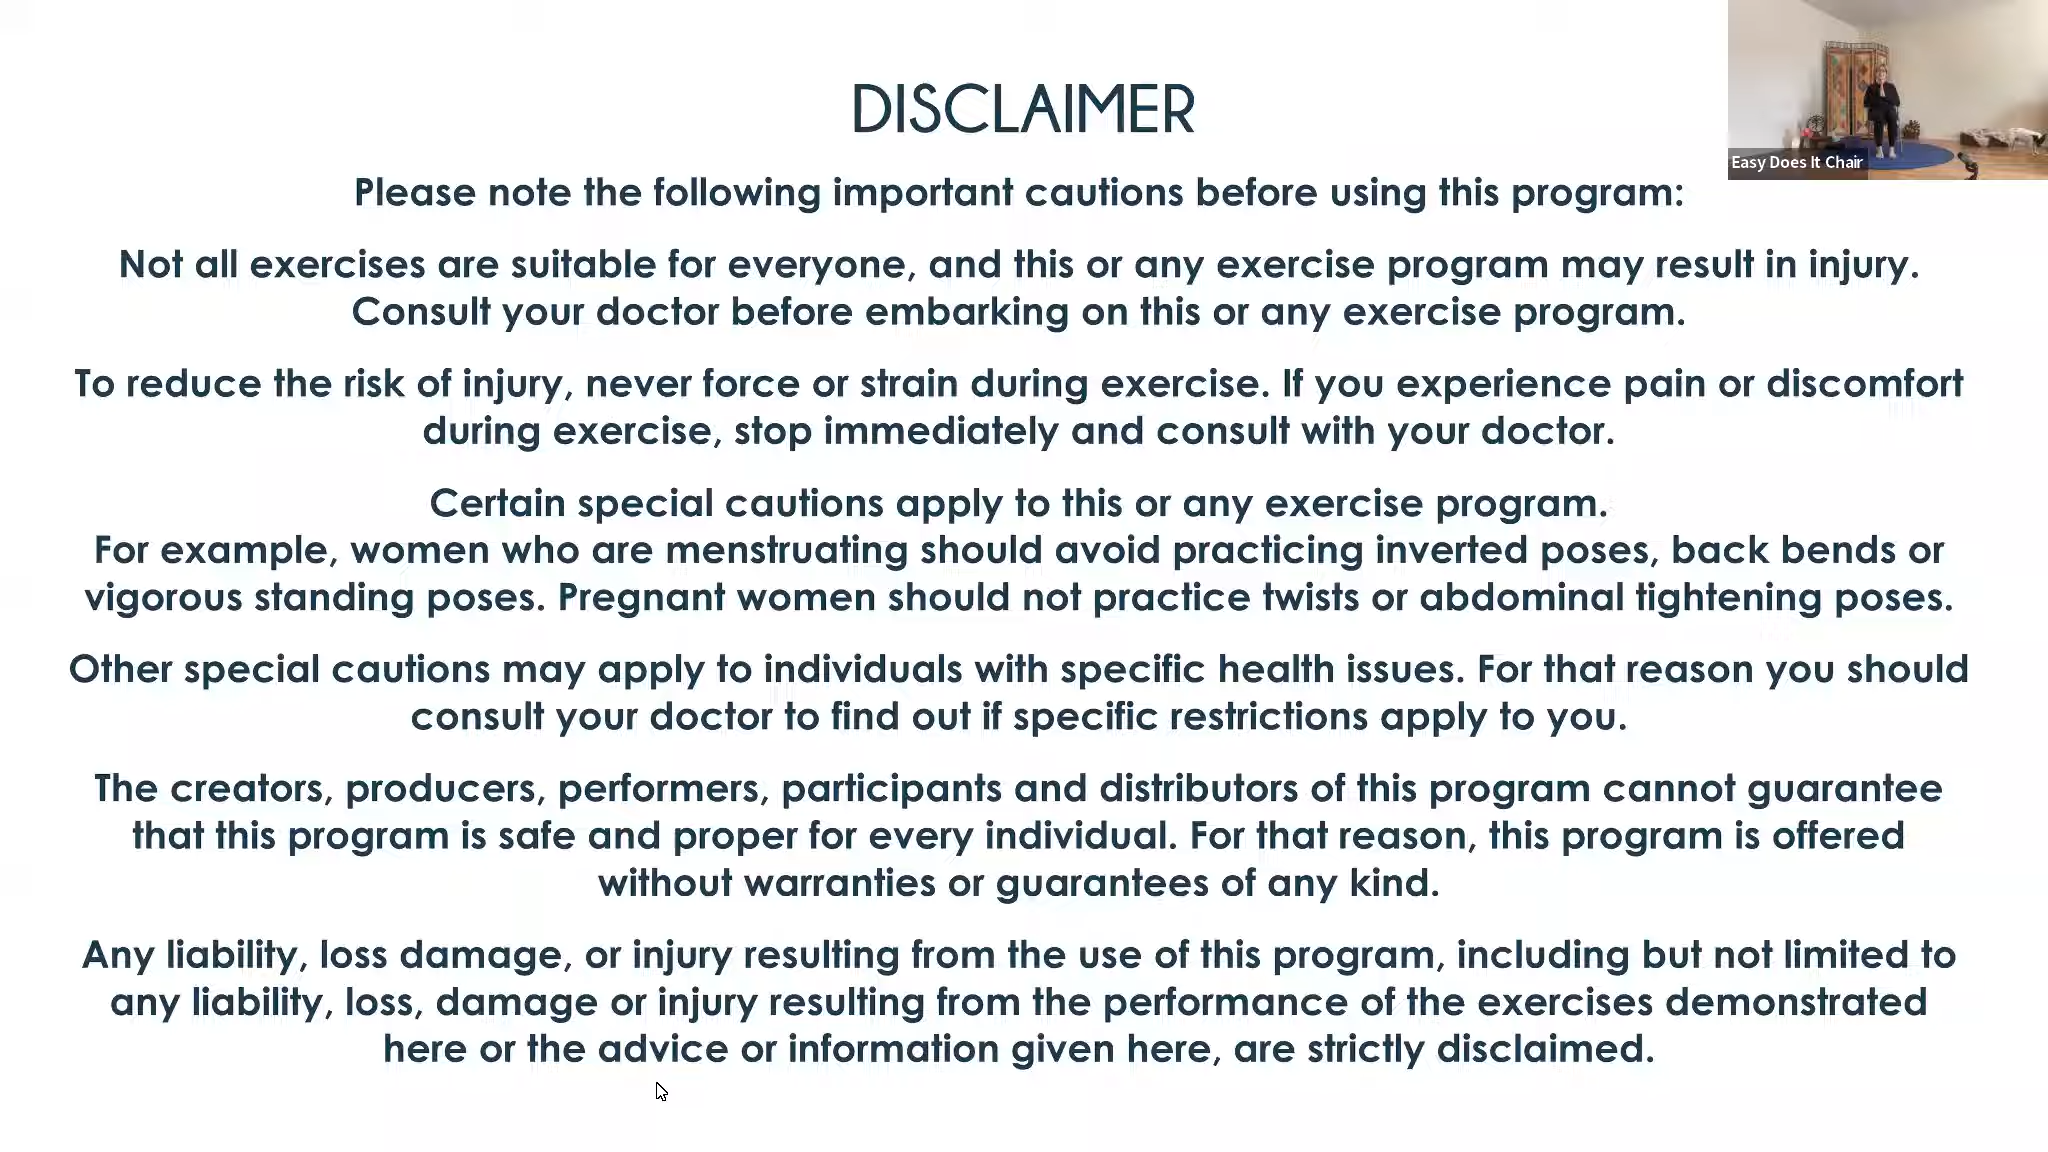 DISCLAIMER
Easy Does It Chair
Please note the following important cautions before using this program:
Not all exercises are suitable for everyone, and this or any exercise program may result in injury.
Consult your doctor before embarking on this or any exercise program.
To reduce the risk of injury, never force or strain during exercise. If you experience pain or discomfort
during exercise, stop immediately and consult with your doctor.
Certain special cautions apply to this or any exercise program.
For example, women who are menstruating should avoid practicing inverted poses, back bends or
vigorous standing poses. Pregnant women should not practice twists or abdominal tightening poses.
Other special cautions may apply to individuals with specific health issues. For that reason you should
consult your doctor to find out if specific restrictions apply to you.
The creators, producers, performers, participants and distributors of this program cannot guarantee
that this program is safe and proper for every individual. For that reason, this program is offered
without warranties or guarantees of any kind.
Any liability, loss damage, or injury resulting from the use of this program, including but not limited to
any liability, loss, damage or injury resulting from the performance of the exercises demonstrated
here or the advice or information given here, are strictly disclaimed.